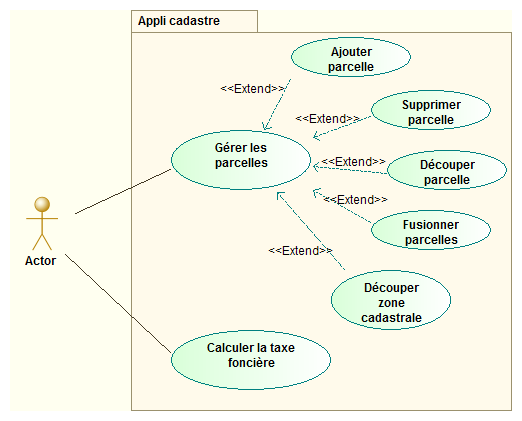 Appli cadastre
Ajouter
parcelle
<<Extend>>
Supprimer
parcelle
<<Extend>>
Gérer les
parcelles
<<Extend>>
Découper
parcelle
<<Extend>>
Fusionner
parcelles
<<Extend>>
Découper
zone
cadastrale
Actor
Calculer la taxe
foncière